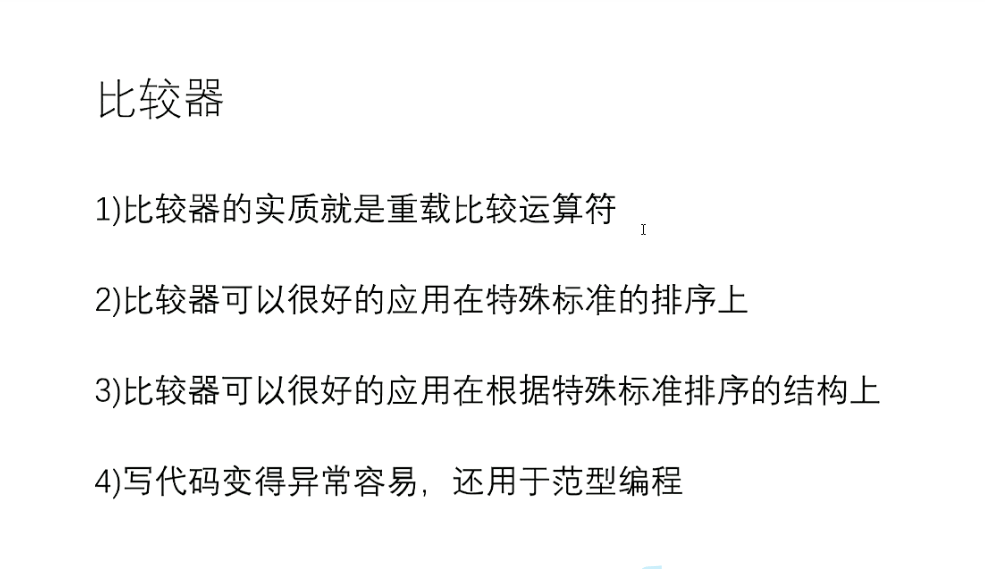 比较器
1)比较器的实质就是重载比较运算符
2)比较器可以很好的应用在特殊标准的排序上
3)比较器可以很好的应用在根据特殊标准排序的结构上
4)写代码变得异常容易，还用于范型编程